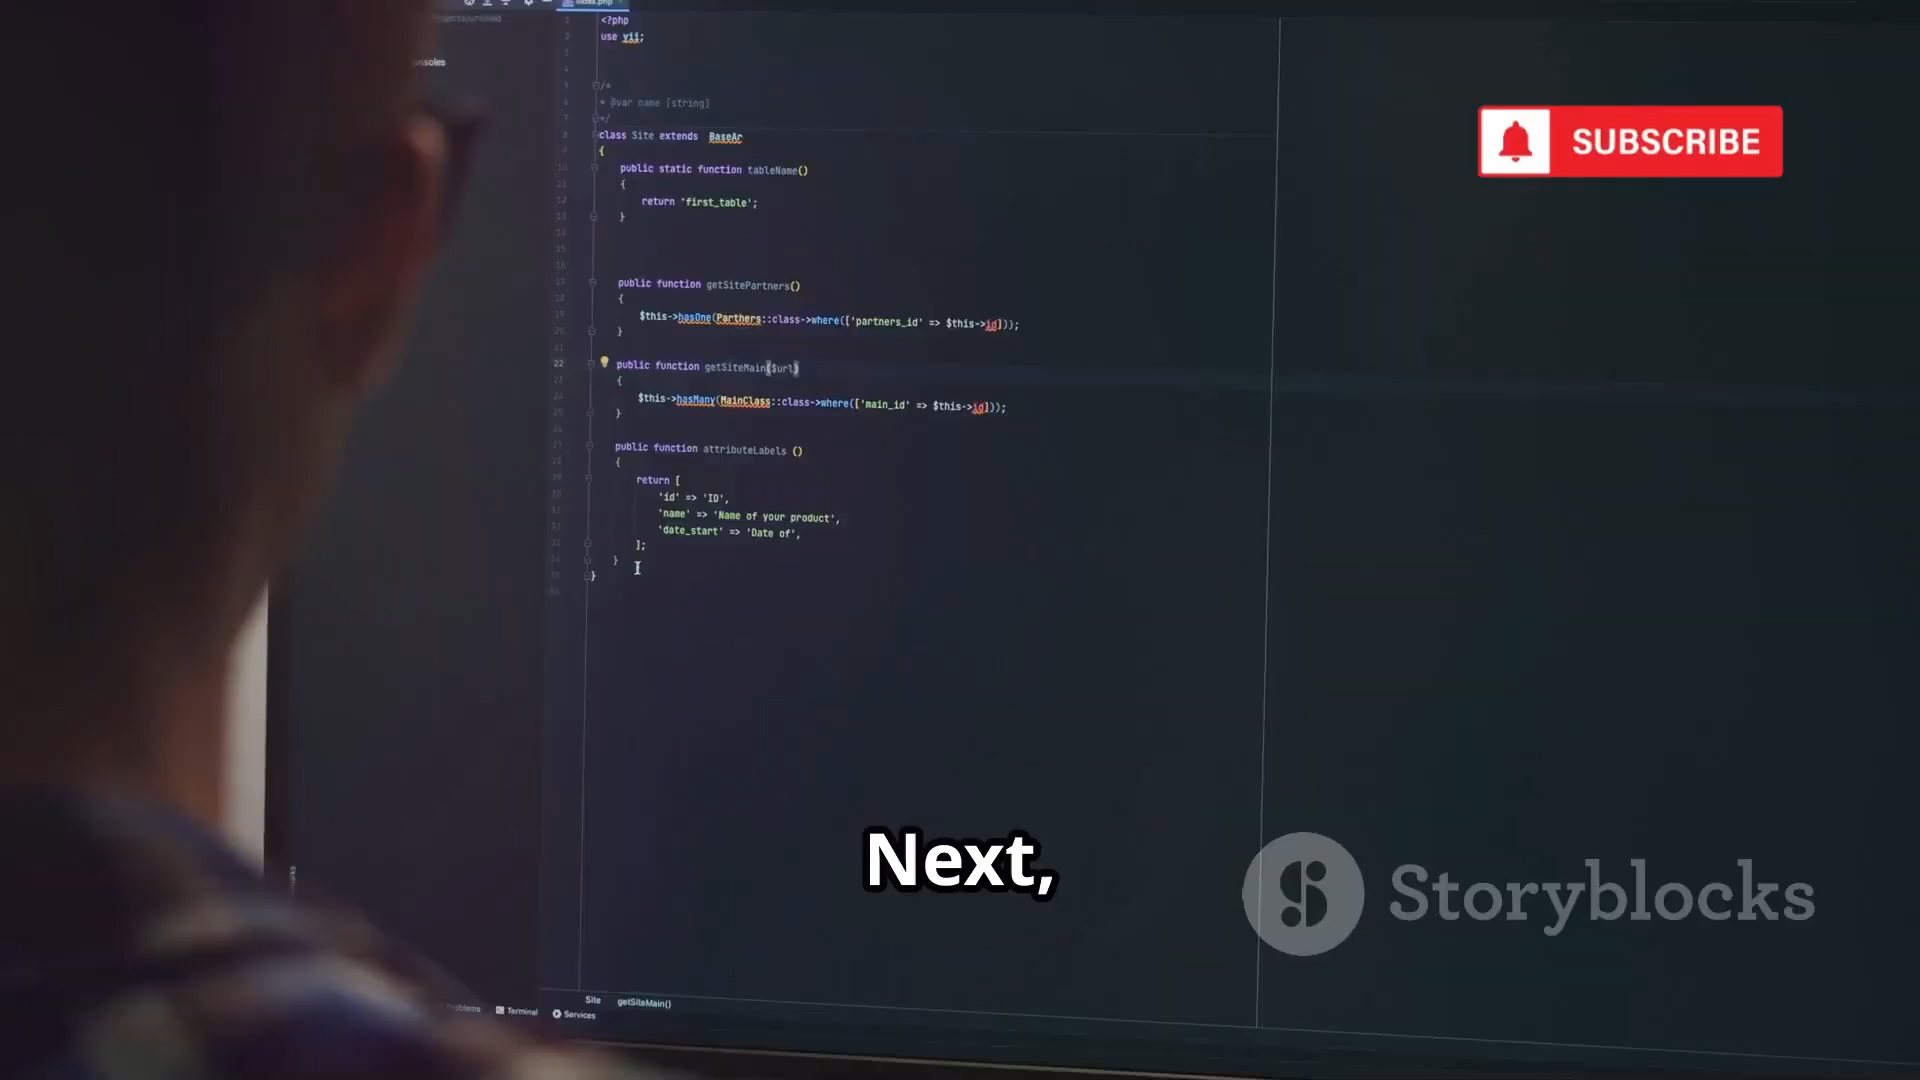 index.php
<?php
use yii;
/*
* @var name [string]
*/
class Site extends BaseAr
{
public static function tableName()
{
return 'first_table';
}
public function getSitePartners()
{
$this->hasOne(Parthers::class->where(['partners_id' => $this->id]));
}
22
public function getSiteMain($url)
{
$this->hasMany(MainClass::class->where(['main_id' => $this->id]));
}
public function attributeLabels ()
{
return [
'id' => 'ID',
'name' => 'Name of your product',
'date_start' => 'Date of',
];
}
}
SUBSCRIBE
Next,
Storyblocks
Site getSiteMain()
Terminal
Services